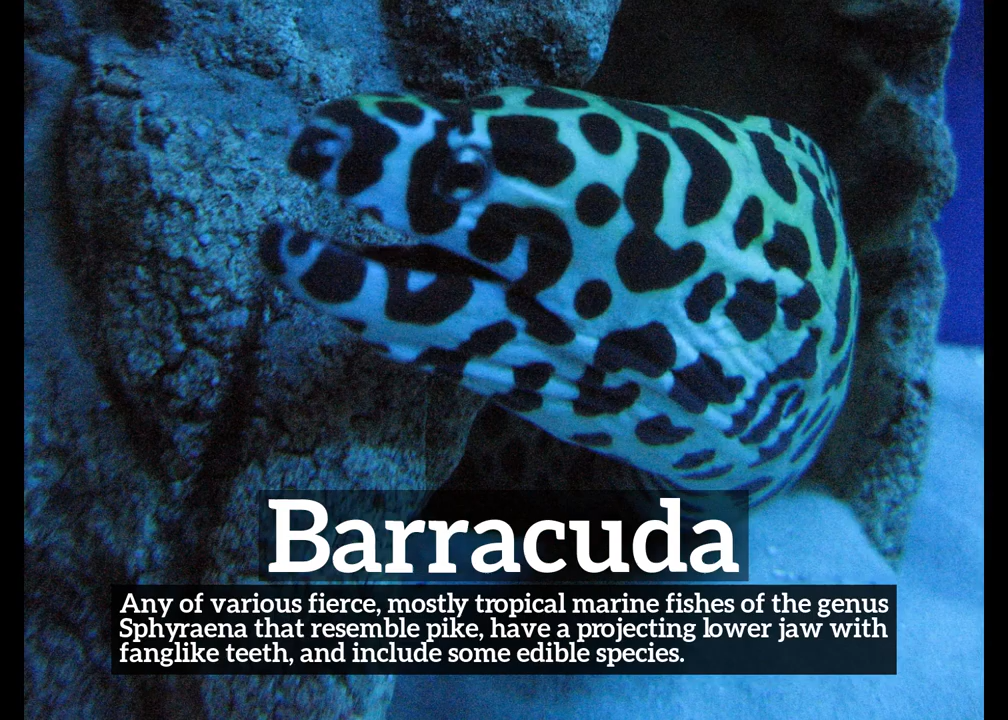 Barracuda
Any of various fierce, mostly tropical marine fishes of the genus
Sphyraena that resemble pike, have a projecting lower jaw with
fanglike teeth, and include some edible species.